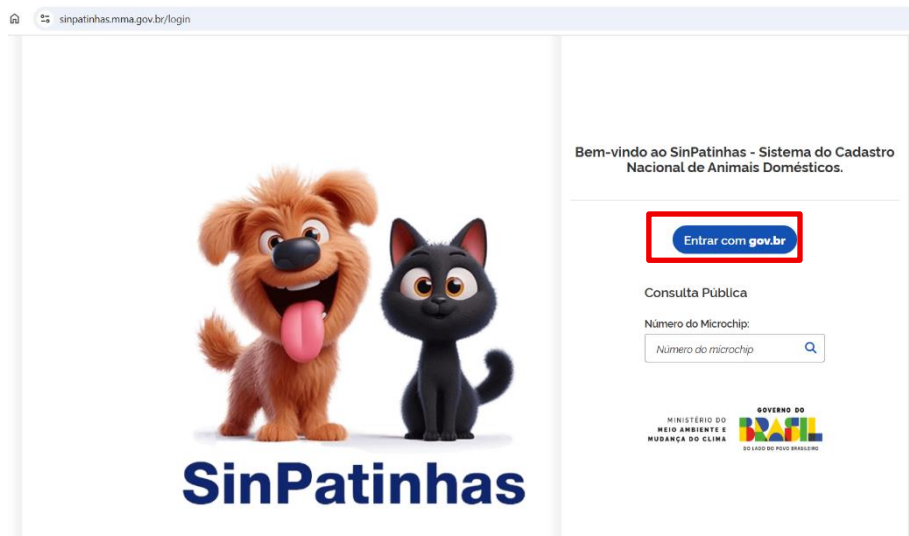 sinpatinhas.mma.gov.br/login
Bem-vindo ao SinPatinhas - Sistema do Cadastro
Nacional de Animais Domésticos.
Entrar com gov.br
Consulta Pública
Número do Microchip:
Número do microchip
MINISTÉRIO DO
MEIO AMBIENTE E
MUDANÇA DO CLIMA
GOVERNO DO
BRASIL
DO LADO DO POVO BRASILEIRO
SinPatinhas